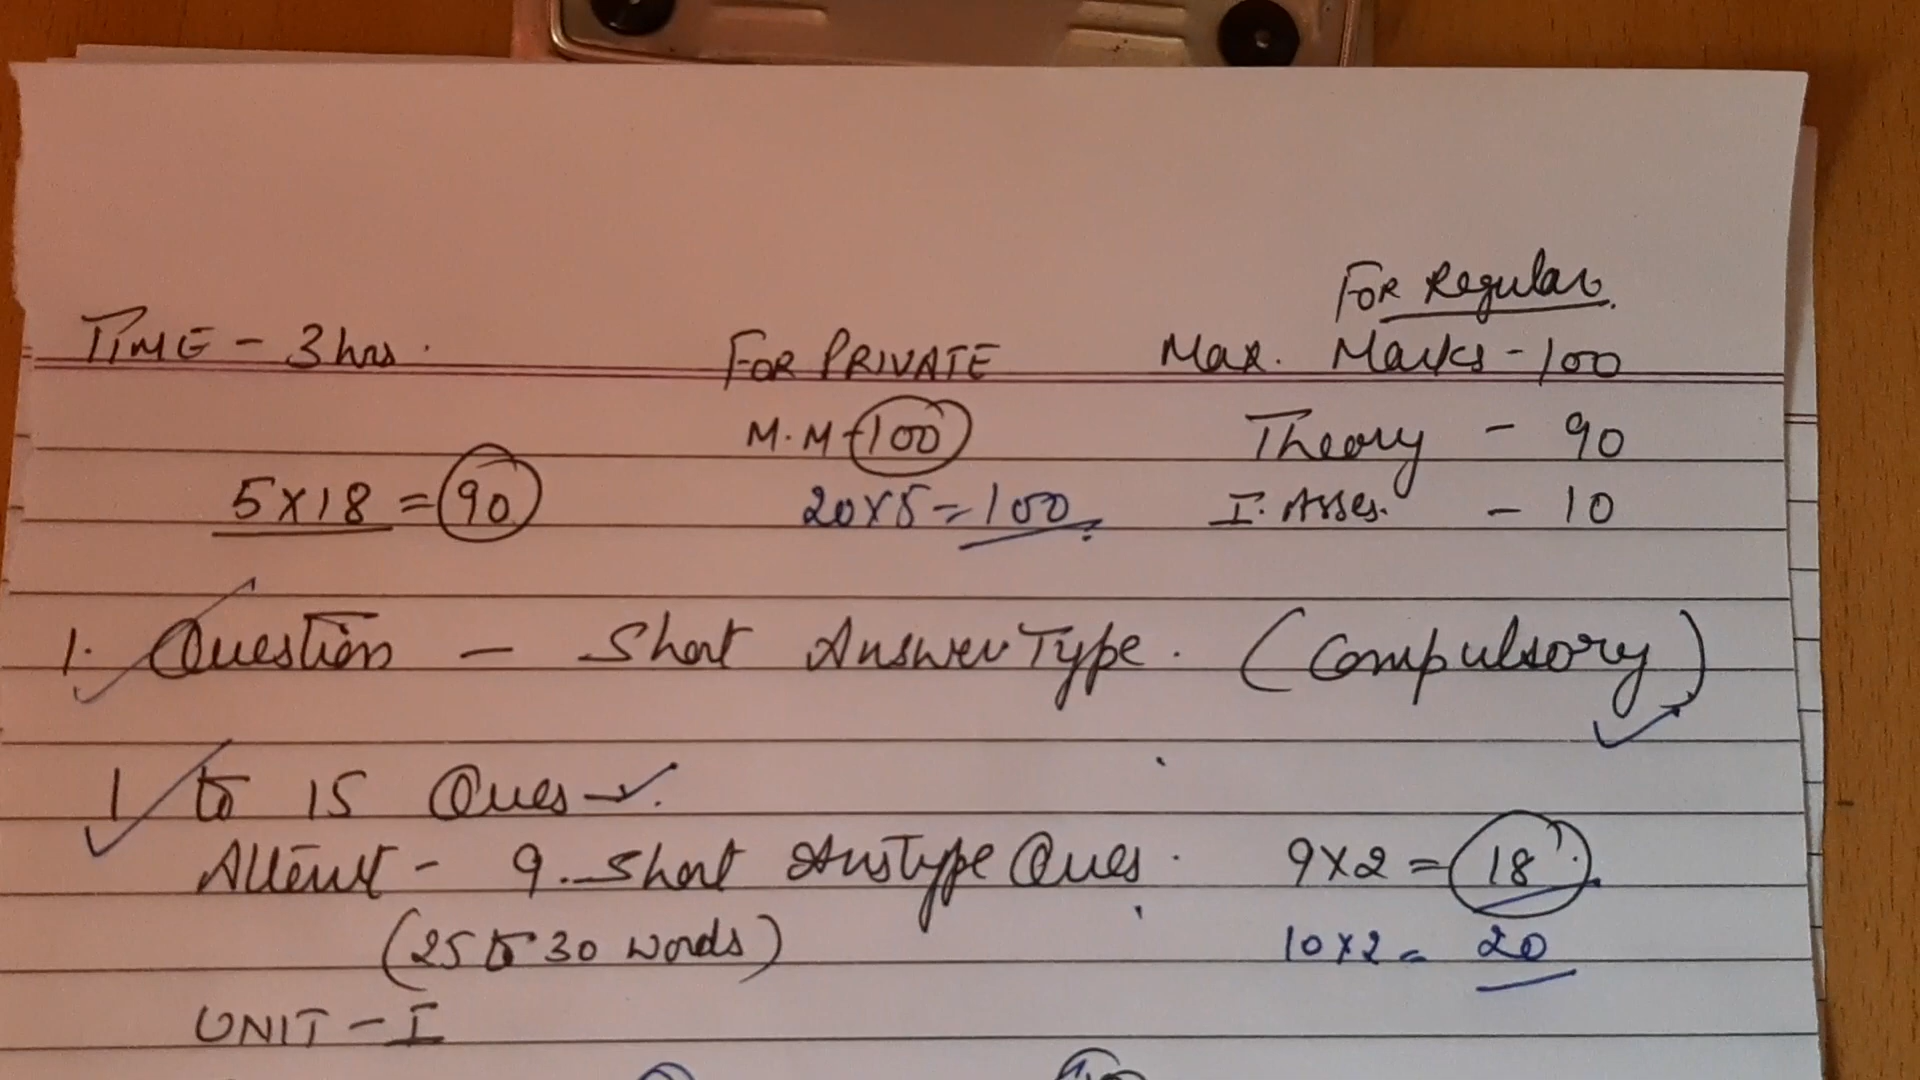 FOR Regular.
TIME - 3 hrs. FOR PRIVATE Max. Marks - 100
M.M - 100 Theory - 90
5x18 = 90 20x5 = 100 I. Asses. - 10
1. Question - Short Answer Type. (Compulsory)
1 to 15 Ques -
Attempt - 9. Short Ans type Ques. 9x2 = 18
(25 to 30 words) 10x2 = 20
UNIT - I